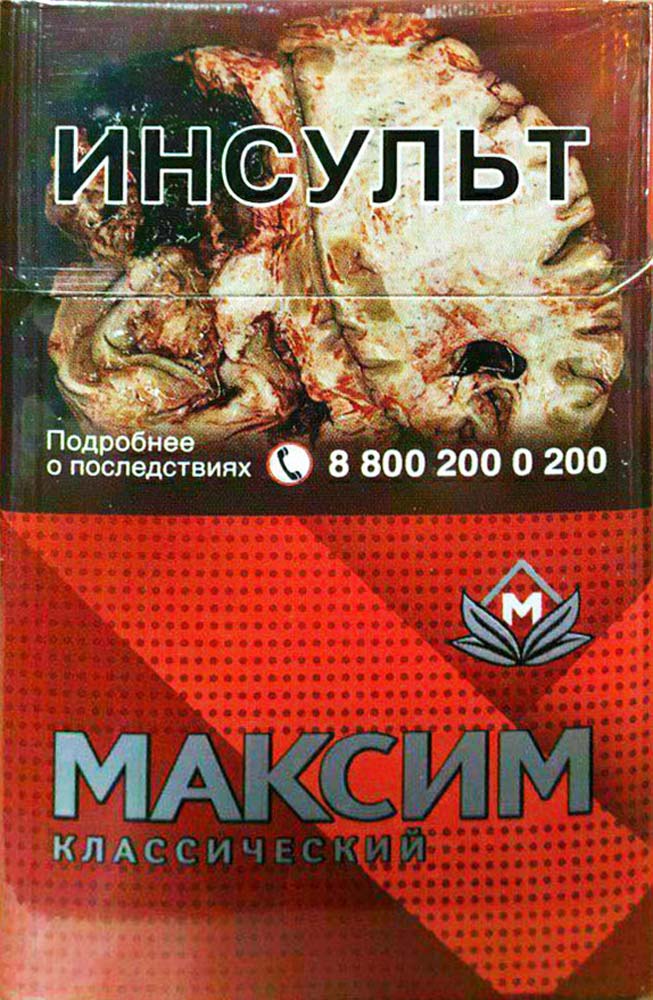 ИНСУЛЬТ
Подробнее
о последствиях 8 800 200 0 200
М
МАКСИМ
КЛАССИЧЕСКИЙ